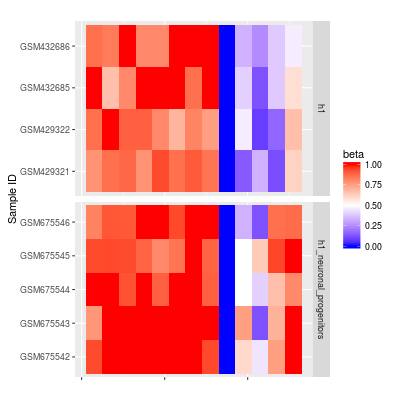 GSM432686
GSM432685
GSM429322
GSM429321
h1
GSM675546
GSM675545
GSM675544
GSM675543
GSM675542
h1_neuronal_progenitors
Sample ID
beta
1.00
0.75
0.50
0.25
0.00